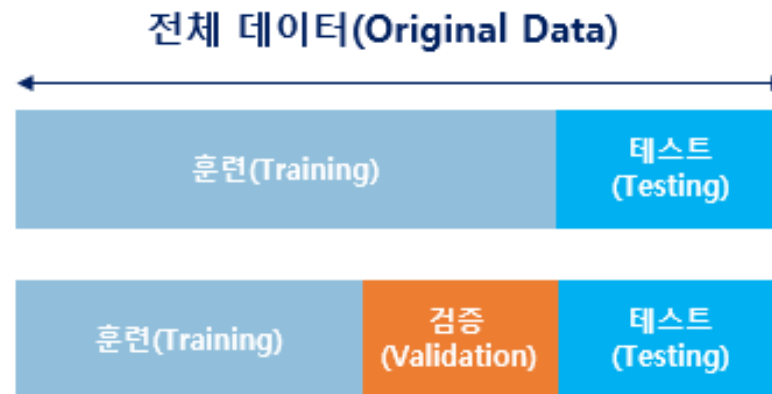 전체 데이터(Original Data)
훈련(Training)
테스트
(Testing)
훈련(Training)
검증
(Validation)
테스트
(Testing)